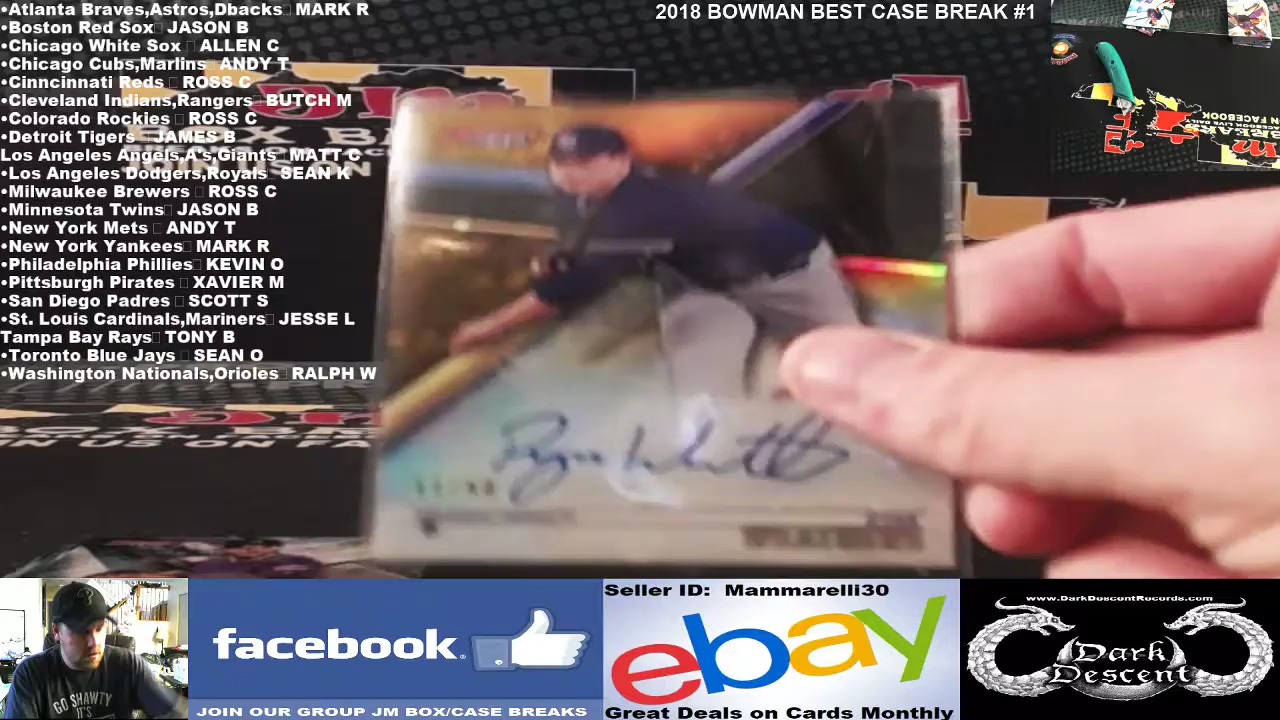 •Atlanta Braves,Astros,Dbacks MARK R
•Boston Red Sox JASON B
•Chicago White Sox ALLEN C
•Chicago Cubs,Marlins ANDY T
•Cinncinnati Reds ROSS C
•Cleveland Indians,Rangers BUTCH M
•Colorado Rockies ROSS C
•Detroit Tigers JAMES B
Los Angeles Angels,A's,Giants MATT C
•Los Angeles Dodgers,Royals SEAN K
•Milwaukee Brewers ROSS C
•Minnesota Twins JASON B
•New York Mets ANDY T
•New York Yankees MARK R
•Philadelphia Phillies KEVIN O
•Pittsburgh Pirates XAVIER M
•San Diego Padres SCOTT S
•St. Louis Cardinals,Mariners JESSE L
Tampa Bay Rays TONY B
•Toronto Blue Jays SEAN O
•Washington Nationals,Orioles RALPH W
2018 BOWMAN BEST CASE BREAK #1
GO SHAWTY
IT'S
facebook
JOIN OUR GROUP JM BOX/CASE BREAKS
Seller ID: Mammarelli30
ebay
Great Deals on Cards Monthly
www.DarkDescentRecords.com
Dark
Descent